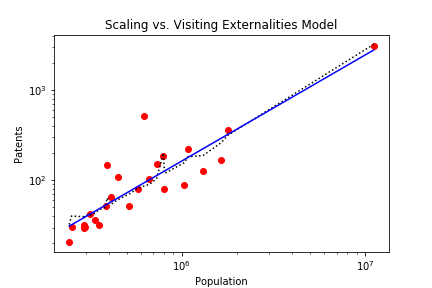 Scaling vs. Visiting Externalities Model
10³
10²
Patents
10⁶
10⁷
Population